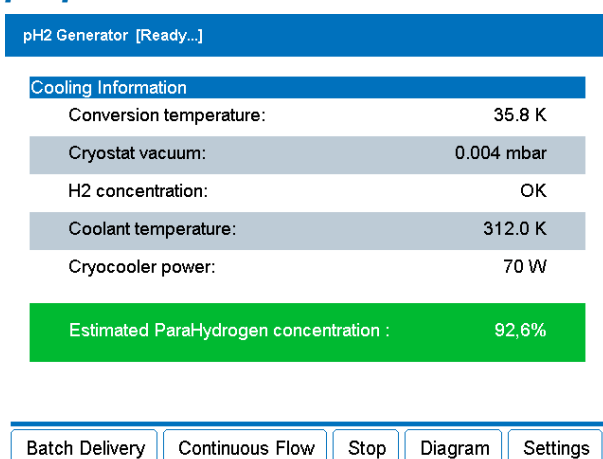 pH2 Generator [Ready...]
Cooling Information
Conversion temperature: 35.8 K
Cryostat vacuum: 0.004 mbar
H2 concentration: OK
Coolant temperature: 312.0 K
Cryocooler power: 70 W
Estimated ParaHydrogen concentration : 92,6%
Batch Delivery Continuous Flow Stop Diagram Settings